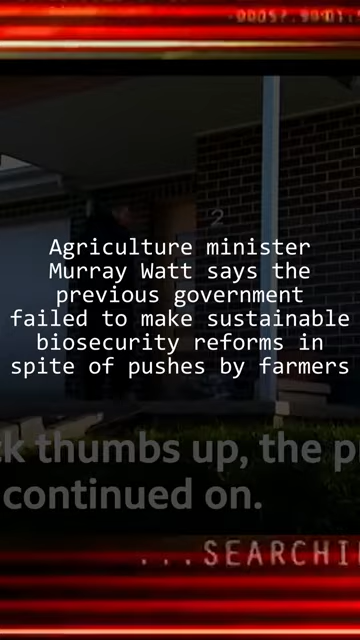 Agriculture minister
Murray Watt says the
previous government
failed to make sustainable
biosecurity reforms in
spite of pushes by farmers
thumbs up, the
continued on.
...SEARCHI
2